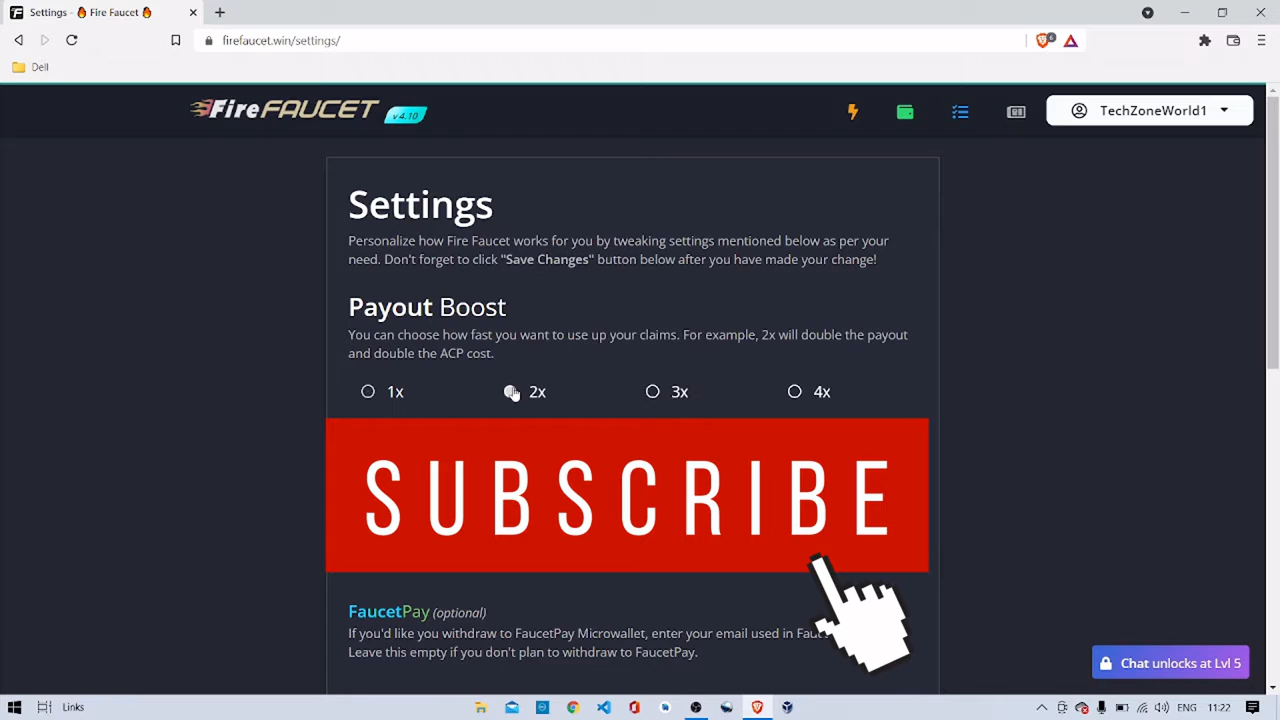 Settings - 🔥 Fire Faucet 🔥
firefaucet.win/settings/
6
Dell
FireFAUCET v4.10
TechZoneWorld1
Settings
Personalize how Fire Faucet works for you by tweaking settings mentioned below as per your
need. Don't forget to click "Save Changes" button below after you have made your change!
Payout Boost
You can choose how fast you want to use up your claims. For example, 2x will double the payout
and double the ACP cost.
1x 2x 3x 4x
SUBSCRIBE
FaucetPay (optional)
If you'd like you withdraw to FaucetPay Microwallet, enter your email used in
Leave this empty if you don't plan to withdraw to FaucetPay.
Chat unlocks at Lvl 5
Links
ENG 11:22